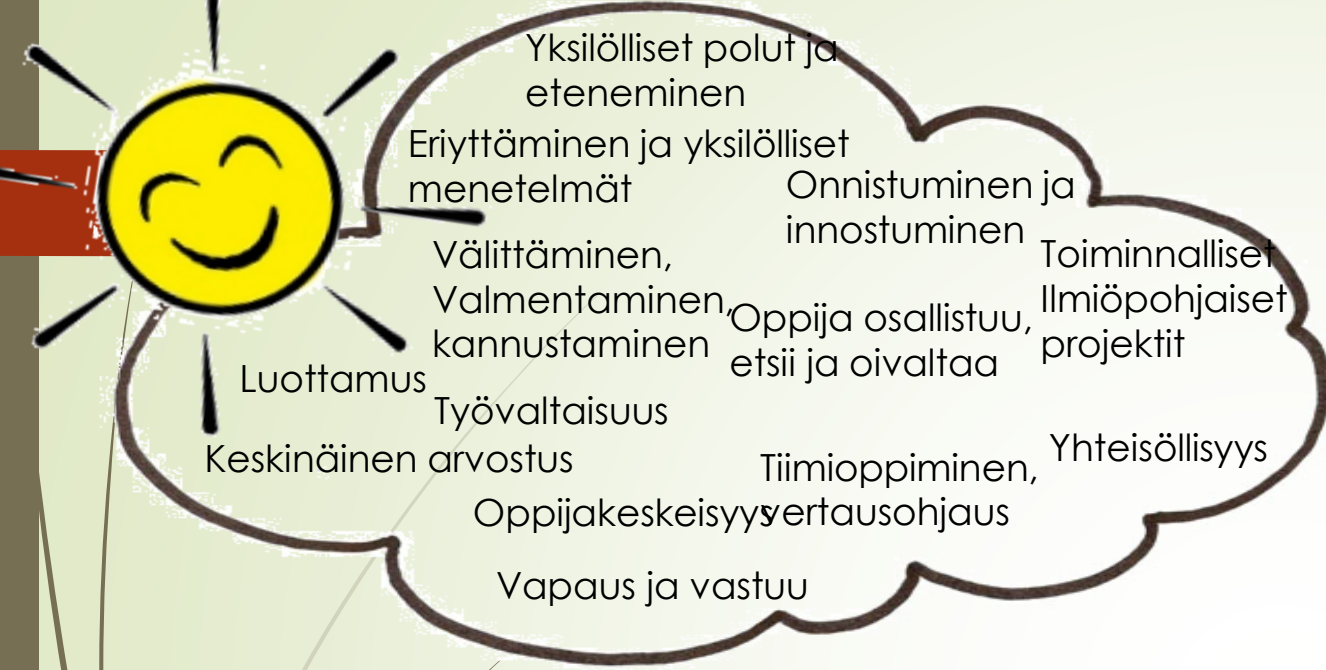 Yksilölliset polut ja
eteneminen
Eriyttäminen ja yksilölliset
menetelmät
Onnistuminen ja
innostuminen
Välittäminen,
Valmentaminen,
kannustaminen
Toiminnalliset
Ilmiöpohjaiset
projektit
Oppija osallistuu,
etsii ja oivaltaa
Luottamus
Työvaltaisuus
Keskinäinen arvostus
Yhteisöllisyys
Tiimioppiminen,
vertausohjaus
Oppijakeskeisyys
Vapaus ja vastuu